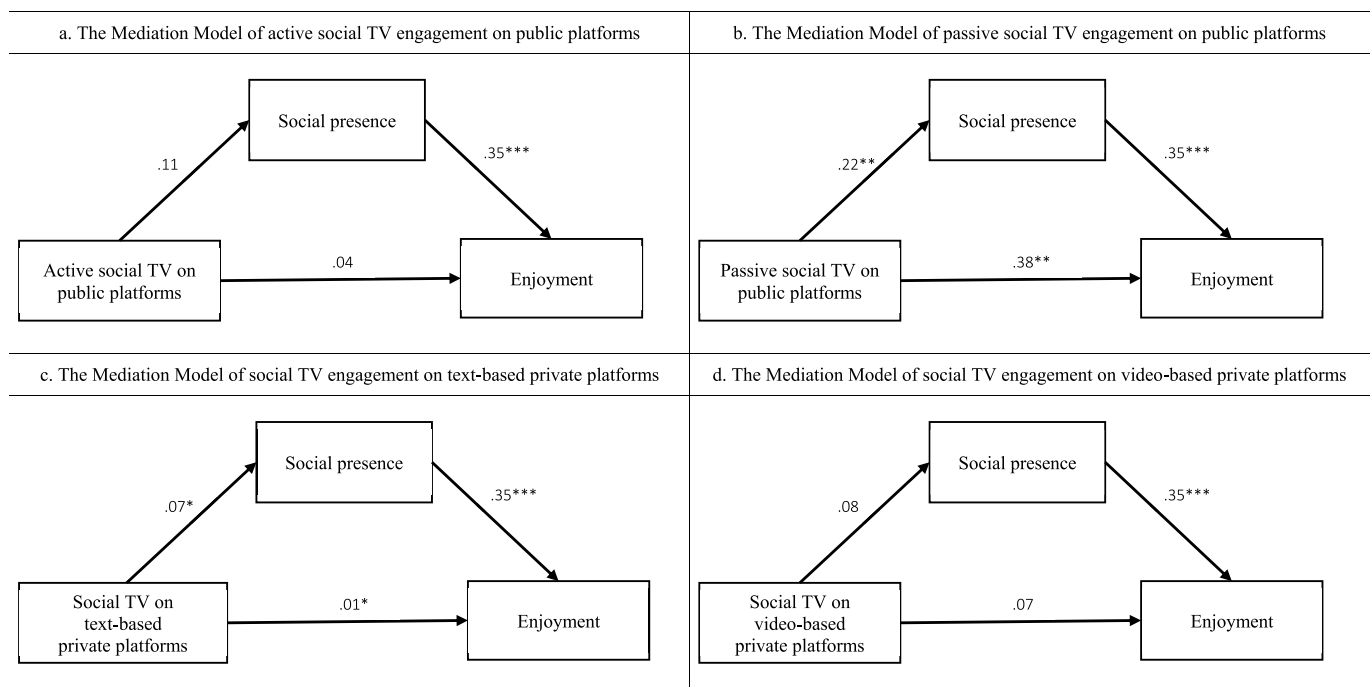 a. The Mediation Model of active social TV engagement on public platforms
Social presence
.11
.35***
Active social TV on
public platforms
.04
Enjoyment
b. The Mediation Model of passive social TV engagement on public platforms
Social presence
.22**
.35***
Passive social TV on
public platforms
.38**
Enjoyment
c. The Mediation Model of social TV engagement on text-based private platforms
Social presence
.07*
.35***
Social TV on
text-based
private platforms
.01*
Enjoyment
d. The Mediation Model of social TV engagement on video-based private platforms
Social presence
.08
.35***
Social TV on
video-based
private platforms
.07
Enjoyment